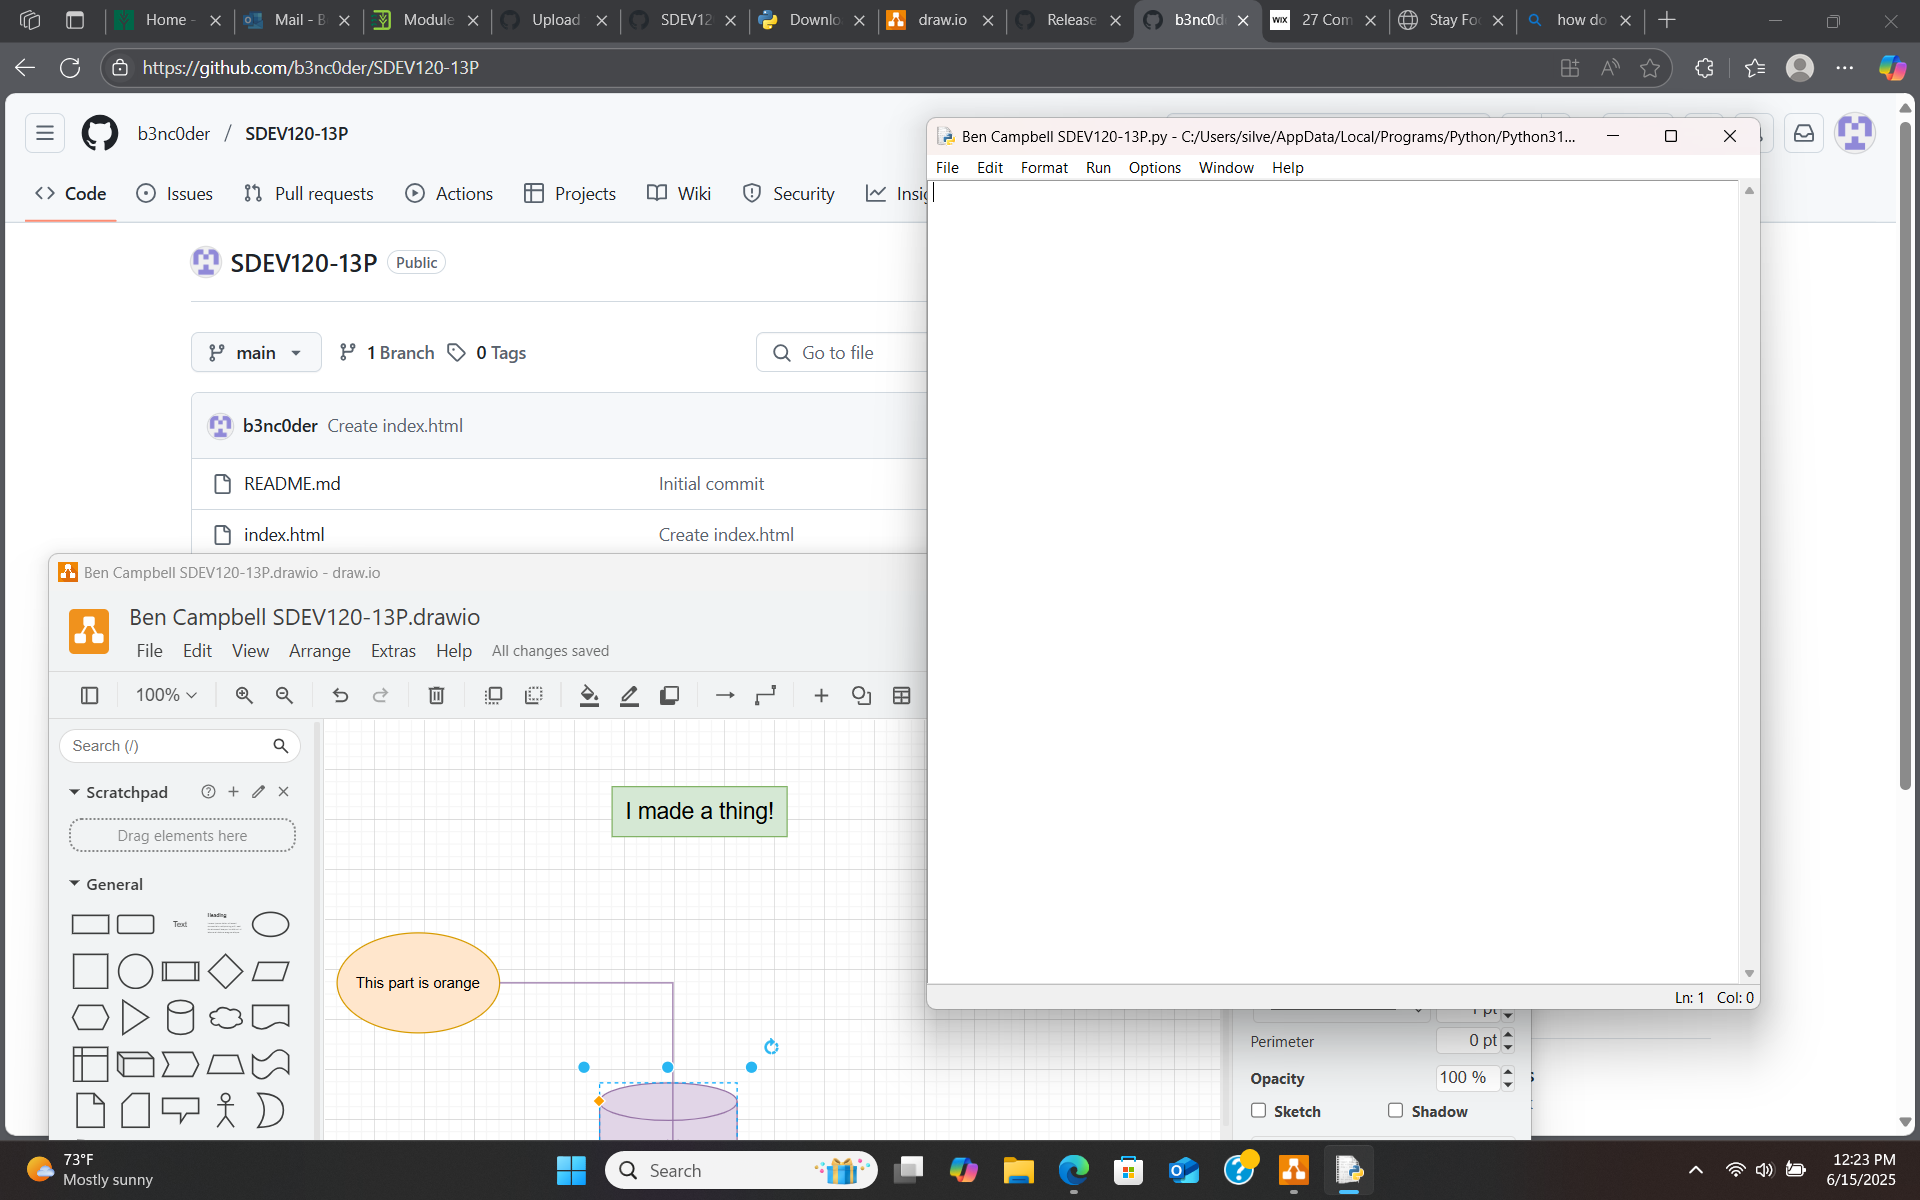 Home -
Mail - B
Module
Upload
SDEV12
Downlo
draw.io
Release
b3nc0d
WIX
27 Com
Stay Fo
how do
https://github.com/b3nc0der/SDEV120-13P
b3nc0der / SDEV120-13P
Code
Issues
Pull requests
Actions
Projects
Wiki
Security
Insig
SDEV120-13P
Public
main
1 Branch
0 Tags
Go to file
b3nc0der Create index.html
README.md
Initial commit
index.html
Create index.html
Ben Campbell SDEV120-13P.py - C:/Users/silve/AppData/Local/Programs/Python/Python31...
File Edit Format Run Options Window Help
Ln: 1 Col: 0
Ben Campbell SDEV120-13P.drawio - draw.io
Ben Campbell SDEV120-13P.drawio
File Edit View Arrange Extras Help All changes saved
100%
Search (/)
Scratchpad
Drag elements here
General
Text
Heading
I made a thing!
This part is orange
1 pt
Perimeter
0 pt
Opacity
100 %
Sketch
Shadow
73°F
Mostly sunny
Search
12:23 PM
6/15/2025